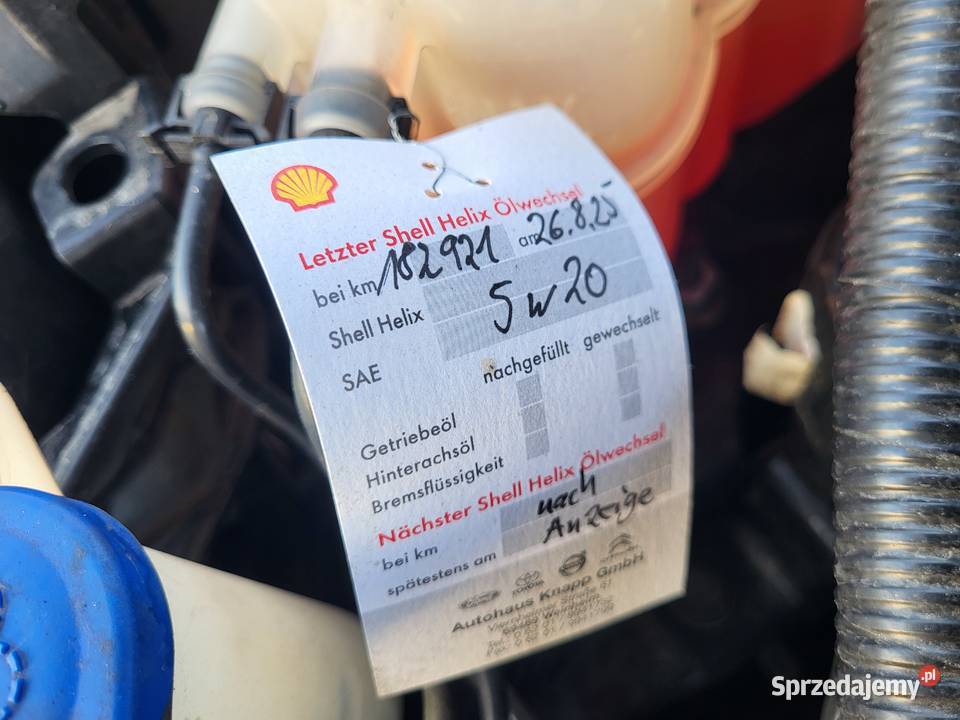 Letzter Shell Helix Ölwechsel
bei km 182921 am 26.8.25
Shell Helix 5W20
SAE
nachgefüllt gewechselt
Getriebeöl
Hinterachsöl
Bremsflüssigkeit
Nächster Shell Helix Ölwechsel
bei km nach
spätestens am Anzeige
Autohaus Knapp GmbH
Sprzedajemy.pl